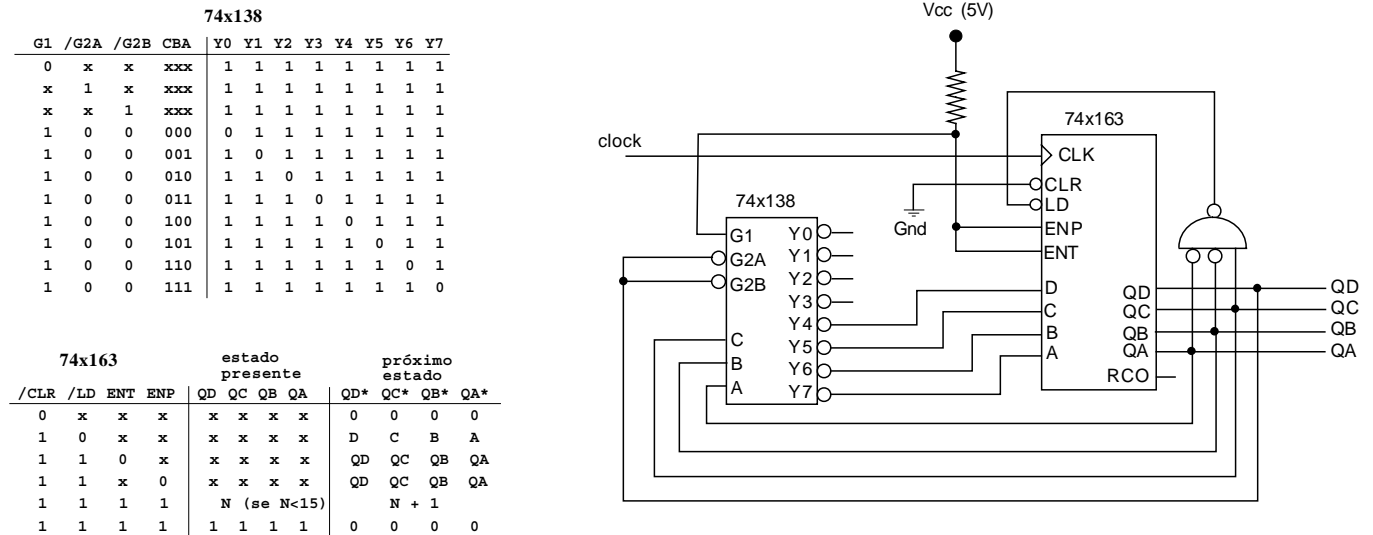 74x138
G1 /G2A /G2B CBA Y0 Y1 Y2 Y3 Y4 Y5 Y6 Y7
0 x x xxx 1 1 1 1 1 1 1 1
x 1 x xxx 1 1 1 1 1 1 1 1
x x 1 xxx 1 1 1 1 1 1 1 1
1 0 0 000 0 1 1 1 1 1 1 1
1 0 0 001 1 0 1 1 1 1 1 1
1 0 0 010 1 1 0 1 1 1 1 1
1 0 0 011 1 1 1 0 1 1 1 1
1 0 0 100 1 1 1 1 0 1 1 1
1 0 0 101 1 1 1 1 1 0 1 1
1 0 0 110 1 1 1 1 1 1 0 1
1 0 0 111 1 1 1 1 1 1 1 0
74x163
estado
presente
próximo
estado
/CLR /LD ENT ENP QD QC QB QA QD* QC* QB* QA*
0 x x x x x x x 0 0 0 0
1 0 x x x x x x D C B A
1 1 0 x x x x x QD QC QB QA
1 1 x 0 x x x x QD QC QB QA
1 1 1 1 N (se N<15) N + 1
1 1 1 1 1 1 1 1 0 0 0 0
Vcc (5V)
clock
Gnd
74x138
G1
G2A
G2B
C
B
A
Y0
Y1
Y2
Y3
Y4
Y5
Y6
Y7
74x163
CLK
CLR
LD
ENP
ENT
D
C
B
A
QD
QC
QB
QA
RCO
QD
QC
QB
QA